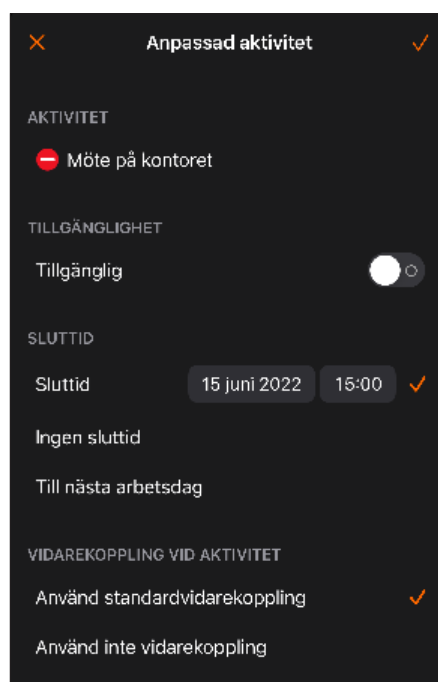 Anpassad aktivitet
AKTIVITET
Möte på kontoret
TILLGÄNGLIGHET
Tillgänglig
SLUTTID
Sluttid 15 juni 2022 15:00
Ingen sluttid
Till nästa arbetsdag
VIDAREKOPPLING VID AKTIVITET
Använd standardvidarekoppling
Använd inte vidarekoppling